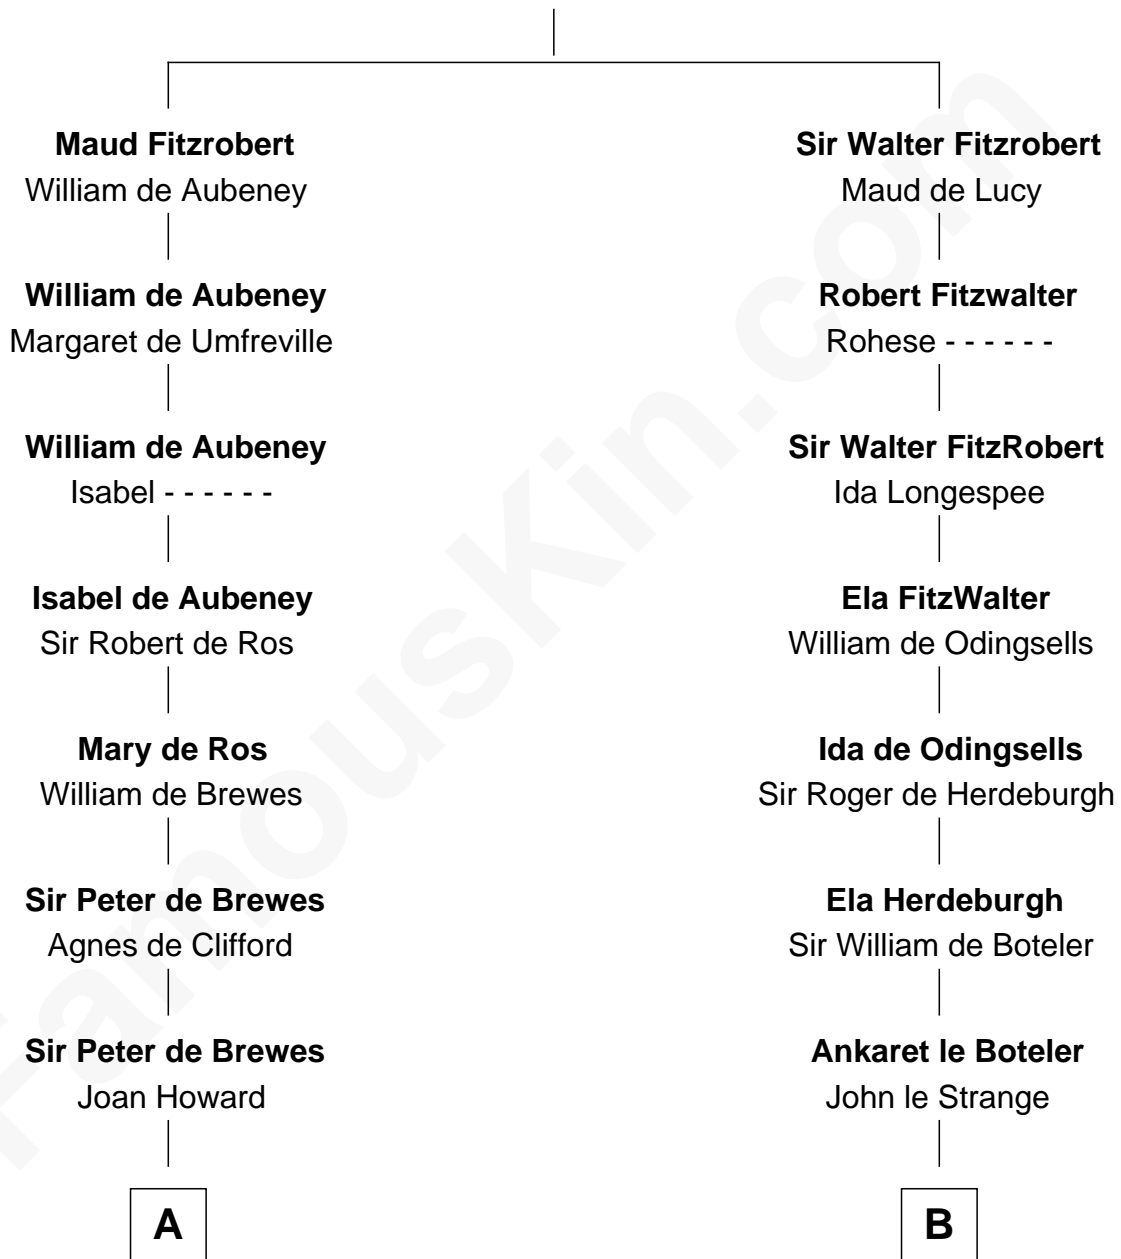 Maud Fitzrobert
William de Aubeney
William de Aubeney
Margaret de Umfreville
William de Aubeney
Isabel - - - - - -
Isabel de Aubeney
Sir Robert de Ros
Mary de Ros
William de Brewes
Sir Peter de Brewes
Agnes de Clifford
Sir Peter de Brewes
Joan Howard
A
Sir Walter Fitzrobert
Maud de Lucy
Robert Fitzwalter
Rohese - - - - - -
Sir Walter FitzRobert
Ida Longespee
Ela FitzWalter
William de Odingsells
Ida de Odingsells
Sir Roger de Herdeburgh
Ela Herdeburgh
Sir William de Boteler
Ankaret le Boteler
John le Strange
B
FamousKin.com